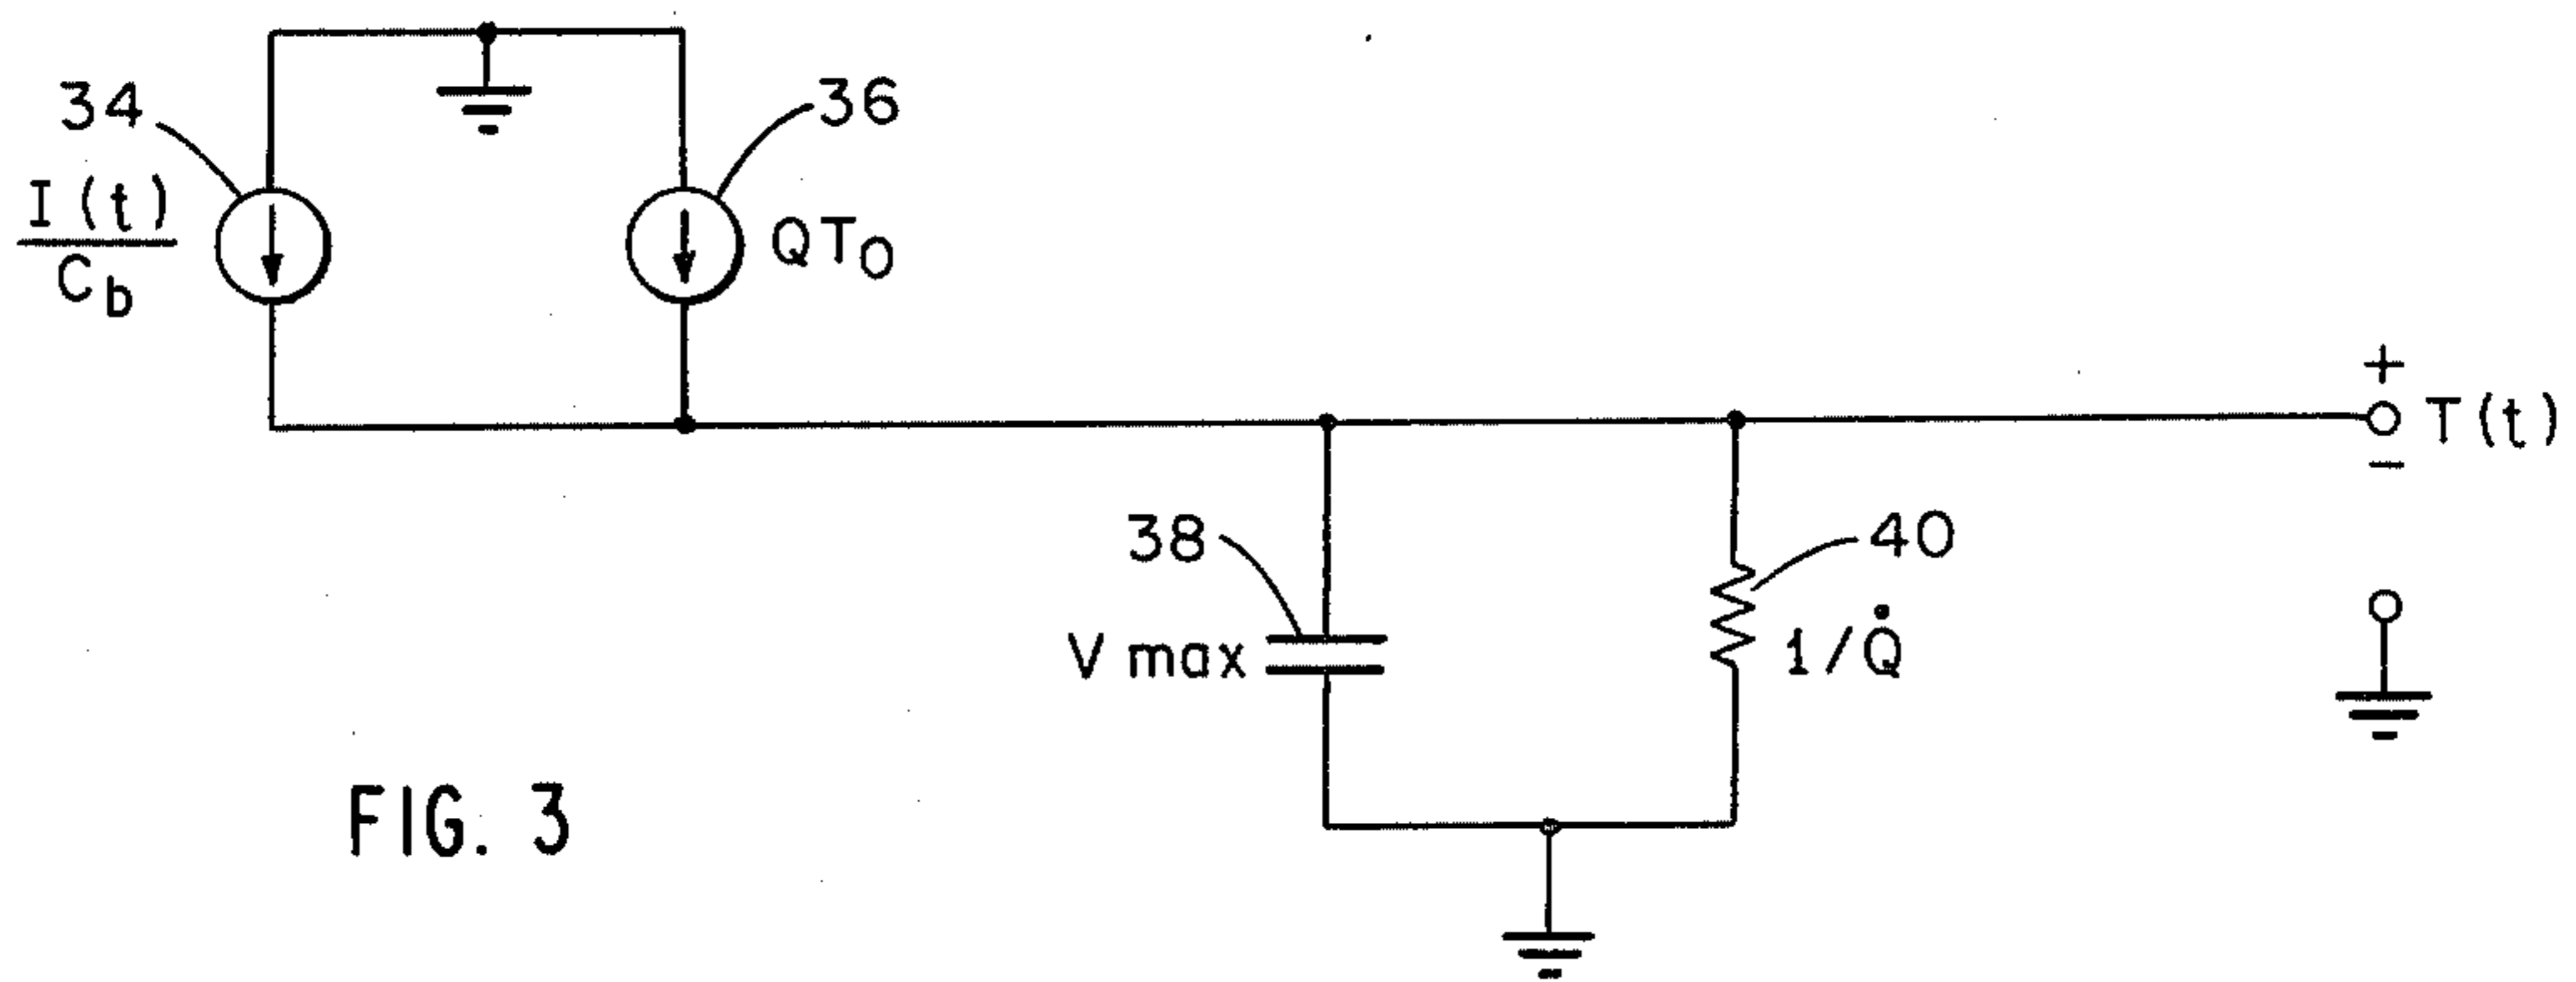 34
36
I(t)
C_b
QT_O
+
T(t)
−
38
40
V max
1/Q̇
FIG. 3